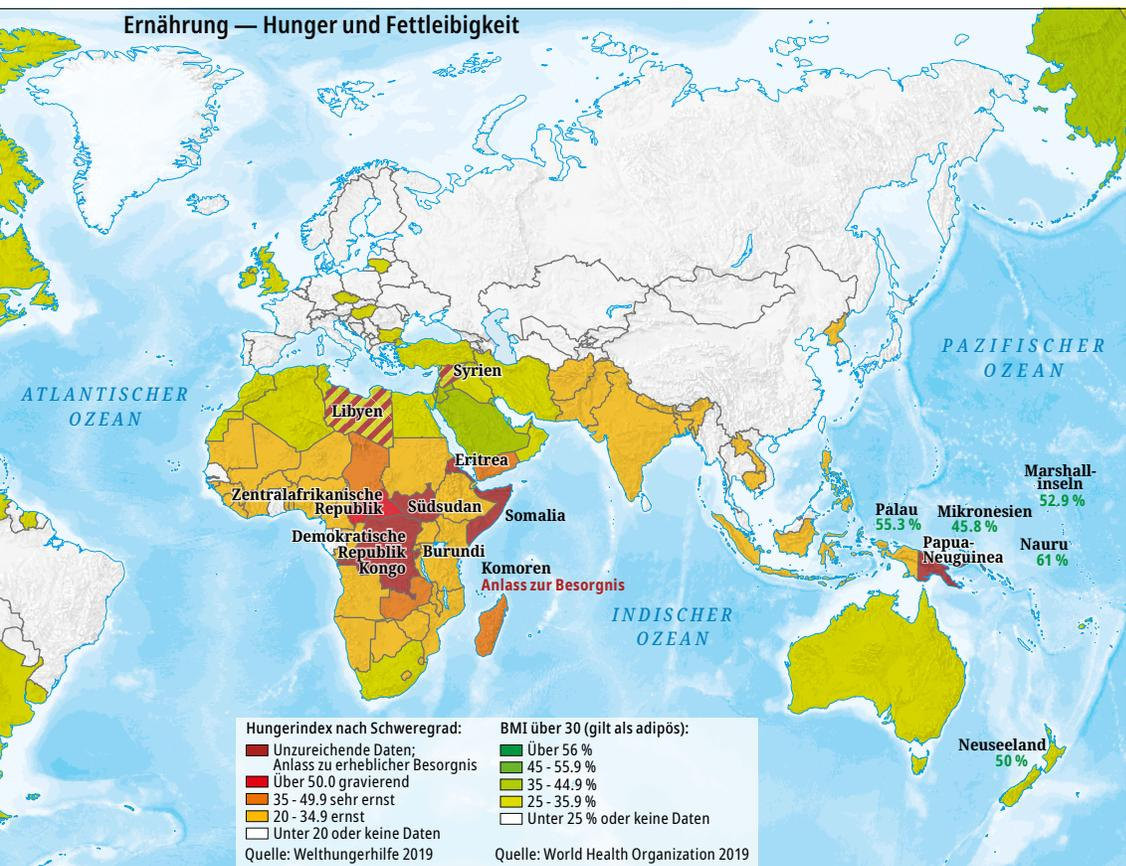 Ernährung — Hunger und Fettleibigkeit
ATLANTISCHER
OZEAN
PAZIFISCHER
OZEAN
Syrien
Libyen
Eritrea
Zentralafrikanische
Republik
Südsudan
Somalia
Demokratische
Republik
Kongo
Burundi
Komoren
Anlass zur Besorgnis
INDISCHER
OZEAN
Marshall-
inseln
52.9 %
Palau
55.3 %
Mikronesien
45.8 %
Papua-
Neuguinea
Nauru
61 %
Neuseeland
50 %
Hungerindex nach Schweregrad:
Unzureichende Daten;
Anlass zu erheblicher Besorgnis
Über 50.0 gravierend
35 - 49.9 sehr ernst
20 - 34.9 ernst
Unter 20 oder keine Daten
Quelle: Welthungerhilfe 2019
BMI über 30 (gilt als adipös):
Über 56 %
45 - 55.9 %
35 - 44.9 %
25 - 35.9 %
Unter 25 % oder keine Daten
Quelle: World Health Organization 2019